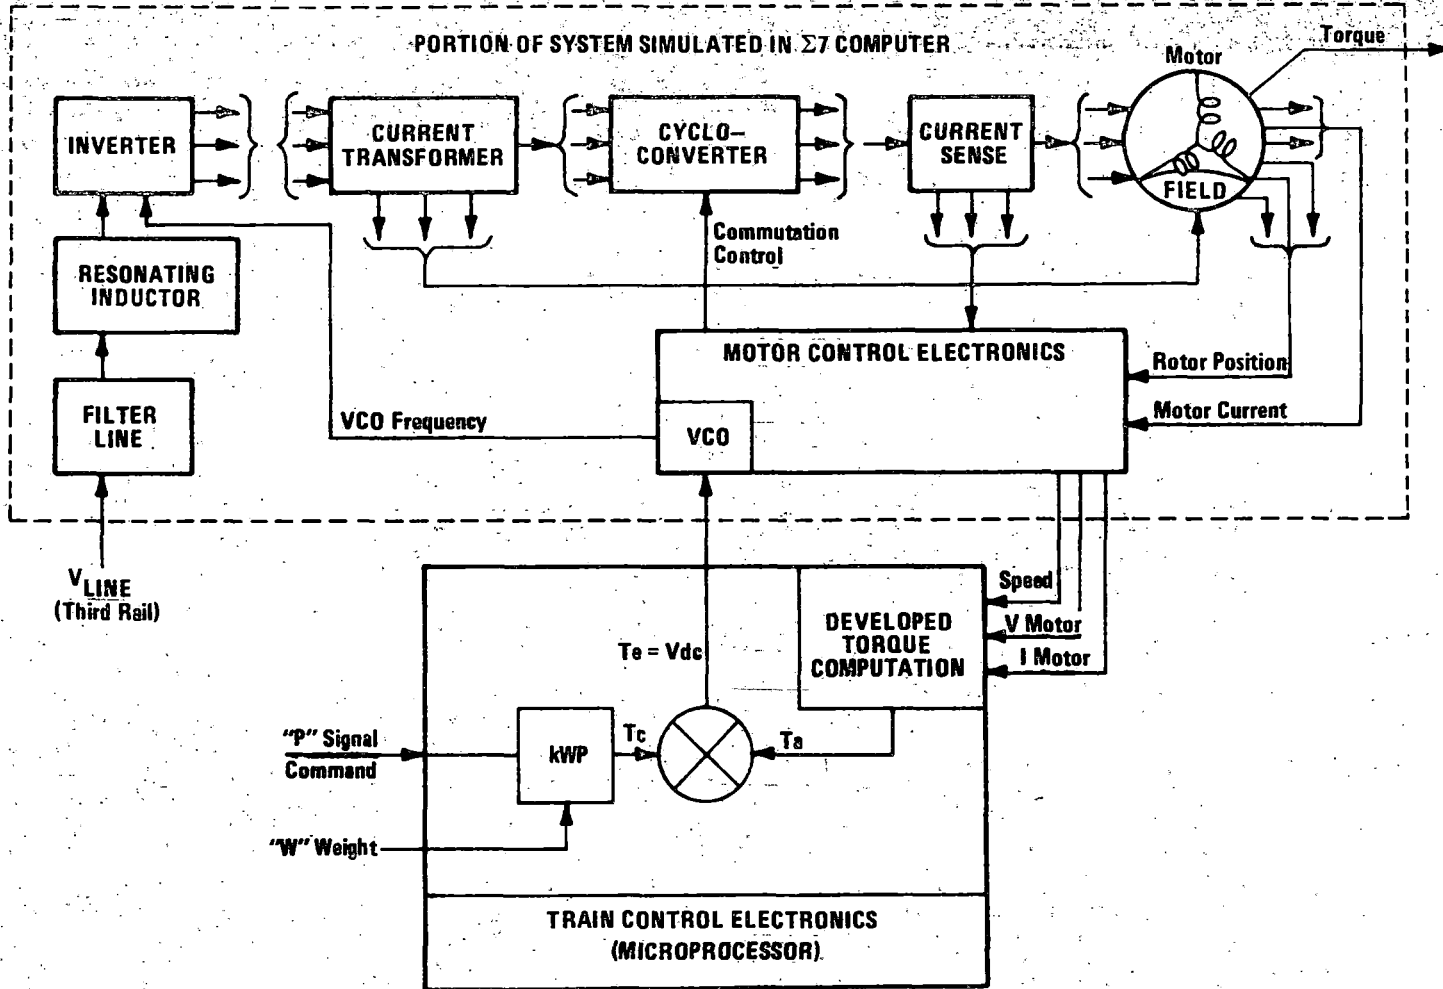 PORTION OF SYSTEM SIMULATED IN Σ7 COMPUTER
Torque
Motor
INVERTER
CURRENT
TRANSFORMER
CYCLO–
CONVERTER
CURRENT
SENSE
FIELD
Commutation
Control
RESONATING
INDUCTOR
MOTOR CONTROL ELECTRONICS
Rotor Position
Motor Current
FILTER
LINE
VCO Frequency
VCO
VLINE
(Third Rail)
Speed
V Motor
I Motor
DEVELOPED
TORQUE
COMPUTATION
Te = Vdc
"P" Signal
Command
kWP
Tc
Ta
"W" Weight
TRAIN CONTROL ELECTRONICS
(MICROPROCESSOR)